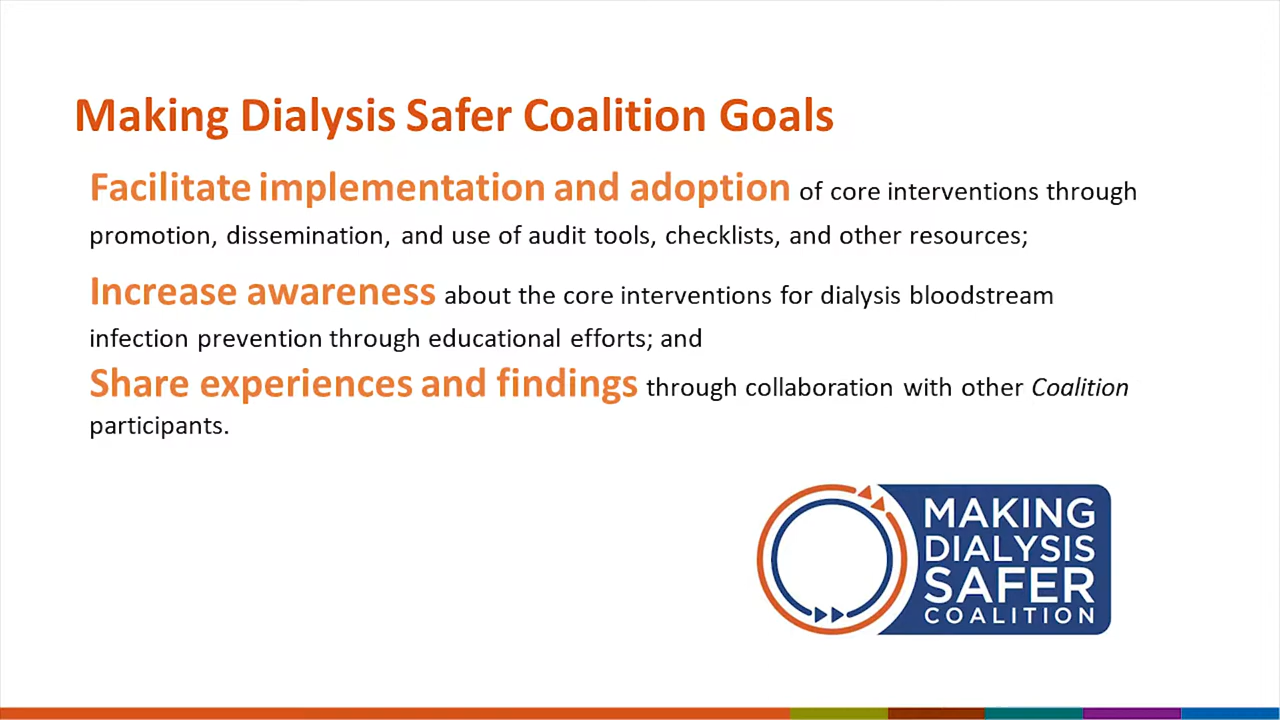 Making Dialysis Safer Coalition Goals
Facilitate implementation and adoption of core interventions through
promotion, dissemination, and use of audit tools, checklists, and other resources;
Increase awareness about the core interventions for dialysis bloodstream
infection prevention through educational efforts; and
Share experiences and findings through collaboration with other Coalition
participants.
MAKING
DIALYSIS
SAFER
COALITION